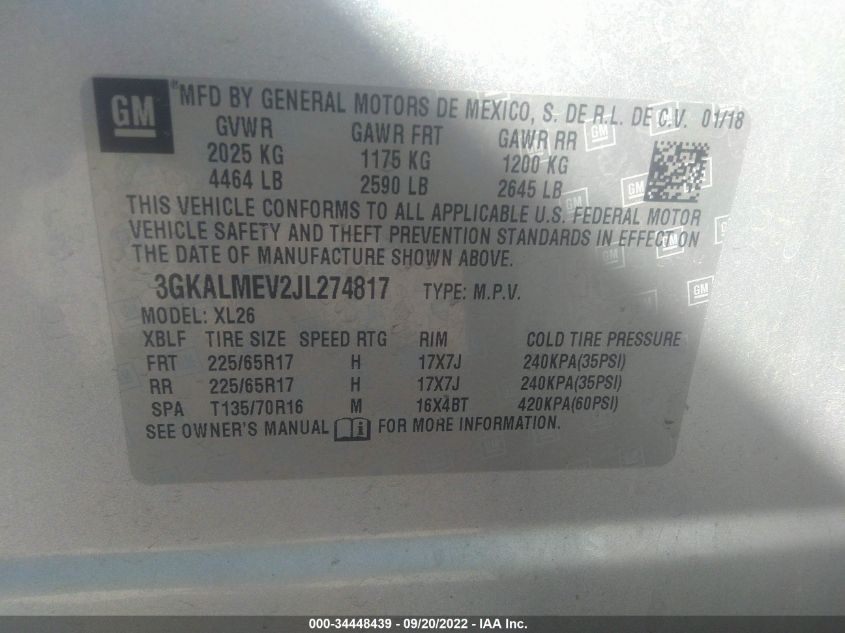 GM ®MFD BY GENERAL MOTORS DE MEXICO, S. DE R.L. DE C.V. 01/18
GVWR GAWR FRT GAWR RR
2025 KG 1175 KG 1200 KG
4464 LB 2590 LB 2645 LB
THIS VEHICLE CONFORMS TO ALL APPLICABLE U.S. FEDERAL MOTOR
VEHICLE SAFETY AND THEFT PREVENTION STANDARDS IN EFFECT ON
THE DATE OF MANUFACTURE SHOWN ABOVE.
3GKALMEV2JL274817 TYPE: M.P.V.
MODEL: XL26
XBLF TIRE SIZE SPEED RTG RIM COLD TIRE PRESSURE
FRT 225/65R17 H 17X7J 240KPA(35PSI)
RR 225/65R17 H 17X7J 240KPA(35PSI)
SPA T135/70R16 M 16X4BT 420KPA(60PSI)
SEE OWNER'S MANUAL FOR MORE INFORMATION.
000-34448439 - 09/20/2022 - IAA Inc.